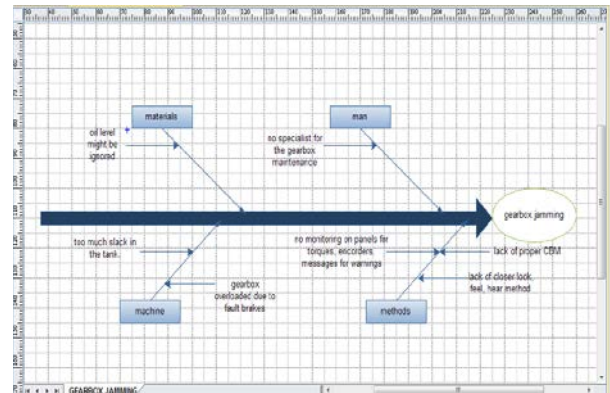 materials
man
oil level
might be
ignored
no specialist for
the gearbox
maintenance
gearbox jamming
too much slack in
the tank.
no monitoring on panels for
torques, encorders
messages for warnings
lack of proper CBM
gearbox
overloaded due to
fault brakes
lack of closer lock,
feel, hear method
machine
methods
GEARBOX JAMMING